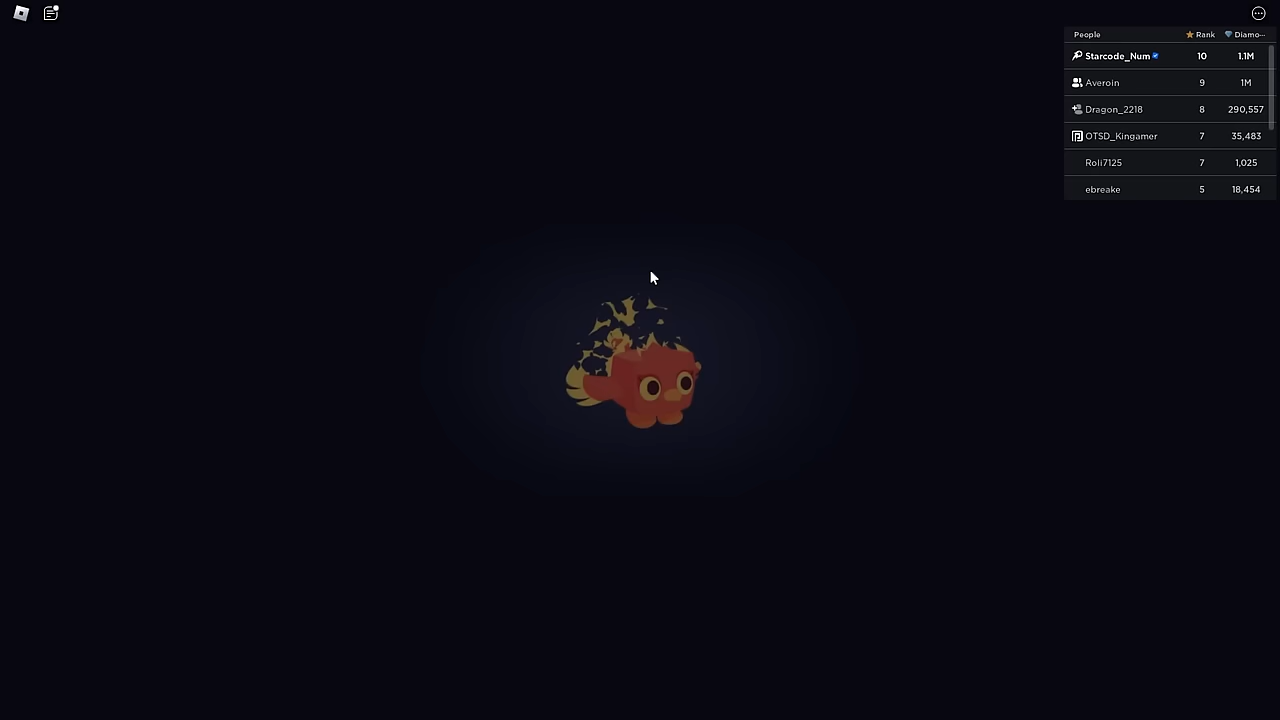 People Rank Diamo...
Starcode_Num 10 1.1M
Averoin 9 1M
Dragon_2218 8 290,557
OTSD_Kingamer 7 35,483
Roli7125 7 1,025
ebreake 5 18,454